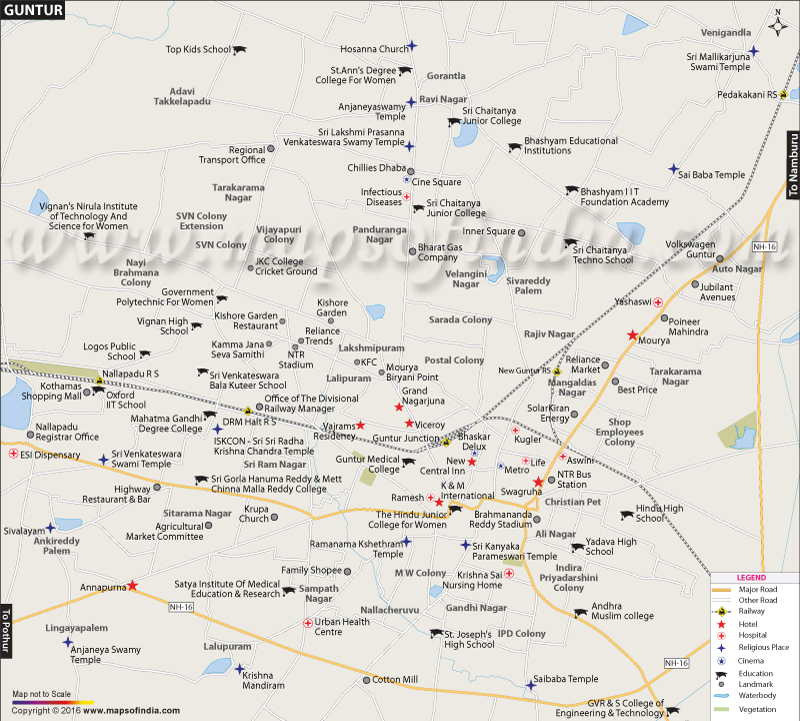 GUNTUR
Venigandla
Top Kids School
Hosanna Church
Sri Mallikarjuna
Swami Temple
St.Ann's Degree
College For Women
Gorantla
Adavi
Takkelapadu
Ravi Nagar
Pedakakani RS
Anjaneyaswamy
Temple
Sri Chaitanya
Junior College
Sri Lakshmi Prasanna
Venkateswara Swamy Temple
Bhashyam Educational
Institutions
To Namburu
Regional
Transport Office
Chillies Dhaba
Cine Square
Sai Baba Temple
Tarakarama
Nagar
Infectious
Diseases
Bhashyam I I T
Foundation Academy
Vignan's Nirula Institute
of Technology And
Science for Women
Sri Chaitanya
Junior College
SVN Colony
Extension
Vijayapuri
Colony
Panduranga
Nagar
Inner Square
www.mapsofindia.com
SVN Colony
Bharat Gas
Company
Sri Chaitanya
Techno School
Volkswagen
Guntur
NH-16
Nayi
Brahmana
Colony
JKC College
Cricket Ground
Velangini
Nagar
Sivareddy
Palem
Auto Nagar
Jubilant
Avenues
Government
Polytechnic For Women
Kishore
Garden
Yashaswi
Vignan High
School
Kishore Garden
Restaurant
Sarada Colony
Poineer
Mahindra
Reliance
Trends
Rajiv Nagar
Mourya
Logos Public
School
Kamma Jana
Seva Samithi
NTR
Stadium
Lakshmipuram
KFC
Postal Colony
Reliance
Market
Nallapadu R S
Sri Venkateswara
Bala Kuteer School
Lalipuram
Mourya
Biryani Point
New Guntur RS
Mangaldas
Nagar
Tarakarama
Nagar
Kothamas
Shopping Mall
Oxford
IIT School
Grand
Nagarjuna
Best Price
Office of The Divisional
Railway Manager
Mahatma Gandhi
Degree College
DRM Halt R S
SolarKiran
Energy
Viceroy
Vajrams
Residency
Shop
Employees
Colony
Nallapadu
Registrar Office
ISKCON - Sri Sri Radha
Krishna Chandra Temple
Guntur Junction
Bhaskar
Delux
Kugler
ESI Dispensary
Sri Venkateswara
Swami Temple
Sri Ram Nagar
Guntur Medical
College
New
Central Inn
Life
Metro
Aswini
NTR Bus
Station
Highway
Restaurant & Bar
Sri Gorla Hanuma Reddy & Mett
Chinna Malla Reddy College
K & M
International
Swagruha
Ramesh
Christian Pet
Sitarama Nagar
Krupa
Church
The Hindu Junior
College for Women
Brahmananda
Reddy Stadium
Hindu High
School
Sivalayam
Agricultural
Market Committee
Ankireddy
Palem
Ramanama Kshethram
Temple
Sri Kanyaka
Parameswari Temple
Ali Nagar
Yadava High
School
Family Shopee
M W Colony
Krishna Sai
Nursing Home
Indira
Priyadarshini
Colony
Annapurna
Satya Institute Of Medical
Education & Research
Sampath
Nagar
NH-16
Nallacheruvu
Gandhi Nagar
Andhra
Muslim college
To Pothur
Lingayapalem
Urban Health
Centre
St. Joseph's
High School
IPD Colony
Anjaneya Swamy
Temple
Lalupuram
NH-16
Krishna
Mandiram
Cotton Mill
Saibaba Temple
GVR & S College of
Engineering & Technology
Map not to Scale
Copyright © 2016 www.mapsofindia.com
LEGEND
Major Road
Other Road
Railway
Hotel
Hospital
Religious Place
Cinema
Education
Landmark
Waterbody
Vegetation